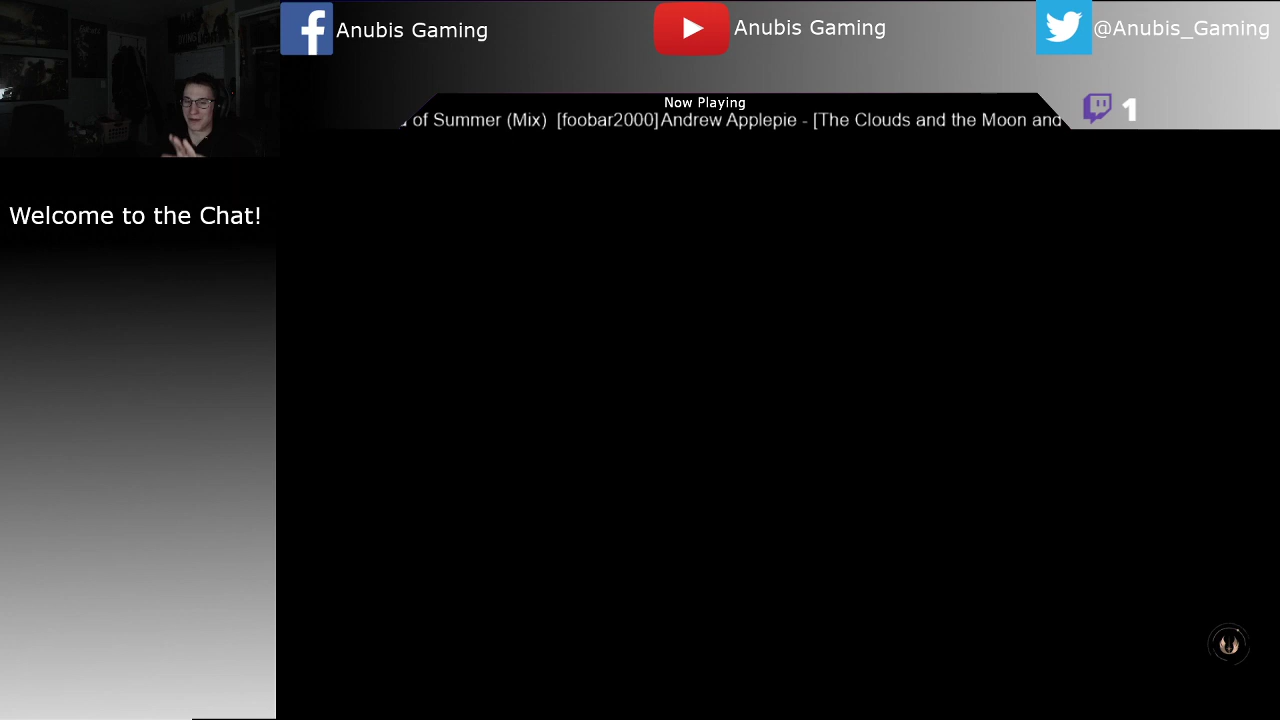 Anubis Gaming
Anubis Gaming
@Anubis_Gaming
Now Playing
of Summer (Mix) [foobar2000]Andrew Applepie - [The Clouds and the Moon and
1
Welcome to the Chat!